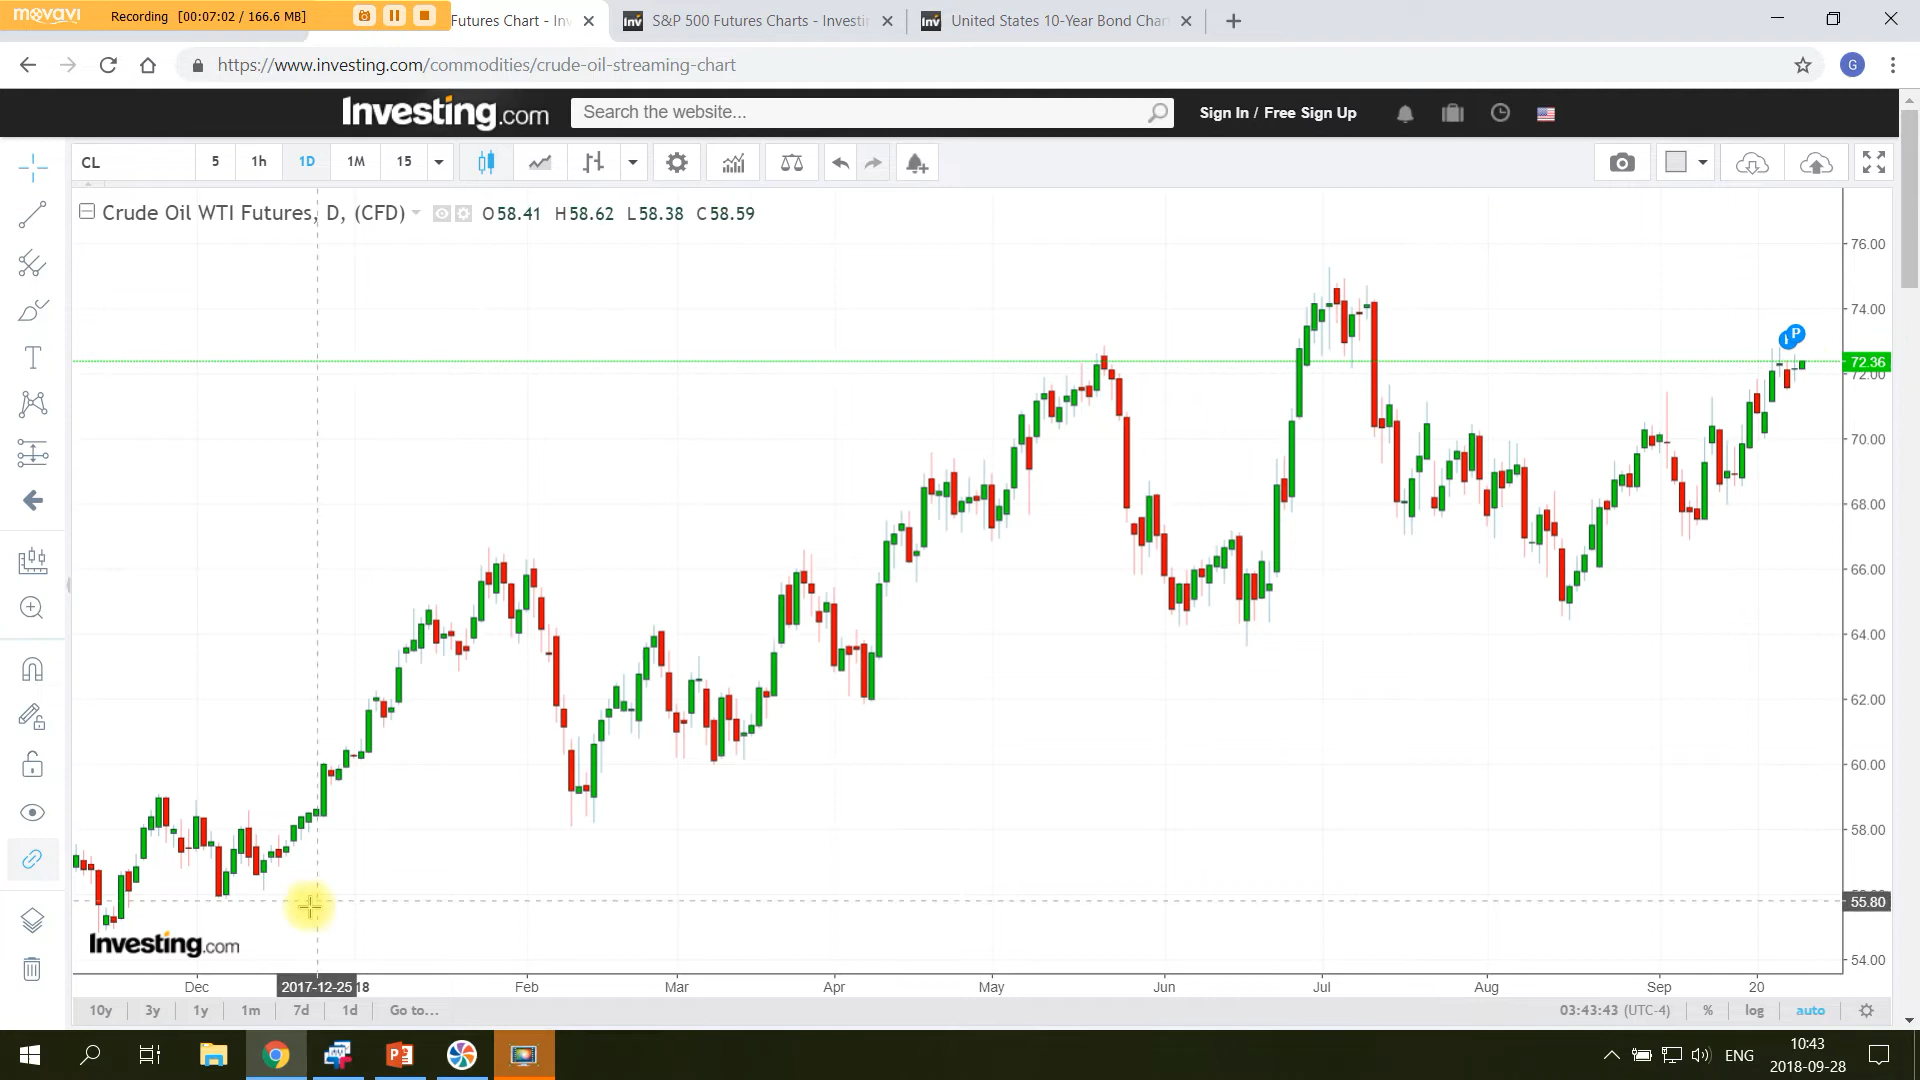 movavi
Recording [00:07:02 / 166.6 MB]
Futures Chart - Inv
S&P 500 Futures Charts - Investi
United States 10-Year Bond Char
https://www.investing.com/commodities/crude-oil-streaming-chart
G
Investing.com
Search the website...
Sign In / Free Sign Up
CL
5
1h
1D
1M
15
Crude Oil WTI Futures, D, (CFD)
O58.41 H58.62 L58.38 C58.59
76.00
74.00
P
72.36
72.00
70.00
68.00
66.00
64.00
62.00
60.00
58.00
55.80
54.00
Investing.com
Dec
2017-12-25
18
Feb
Mar
Apr
May
Jun
Jul
Aug
Sep
20
10y
3y
1y
1m
7d
1d
Go to...
03:43:43 (UTC-4)
%
log
auto
ENG
10:43
2018-09-28